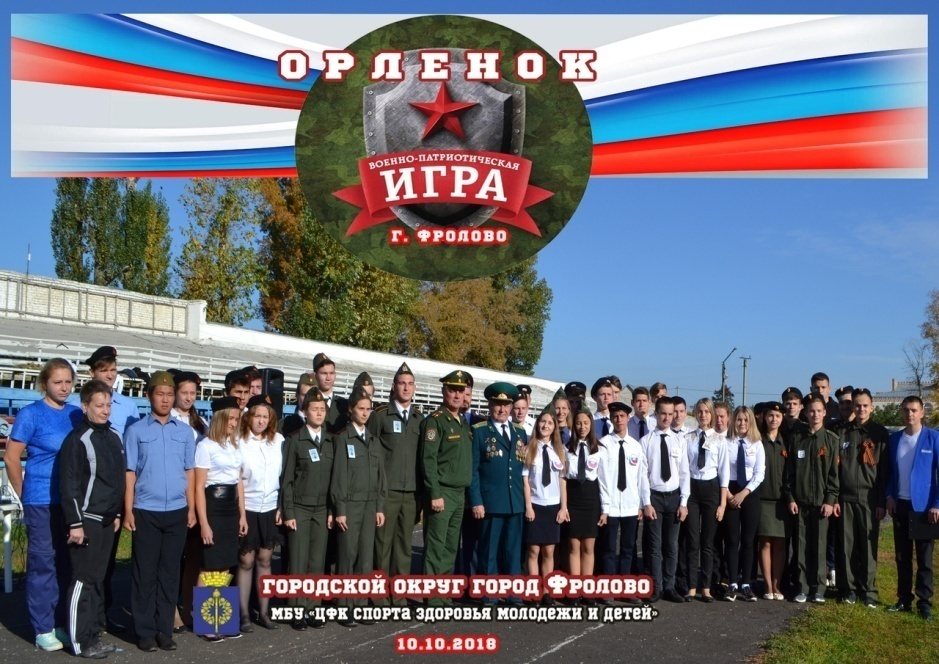 ОРЛЕНОК
ВОЕННО-ПАТРИОТИЧЕСКАЯ
ИГРА
Г. ФРОЛОВО
ГОРОДСКОЙ ОКРУГ ГОРОД ФРОЛОВО
МБУ «ЦФК СПОРТА ЗДОРОВЬЯ МОЛОДЕЖИ И ДЕТЕЙ»
10.10.2018